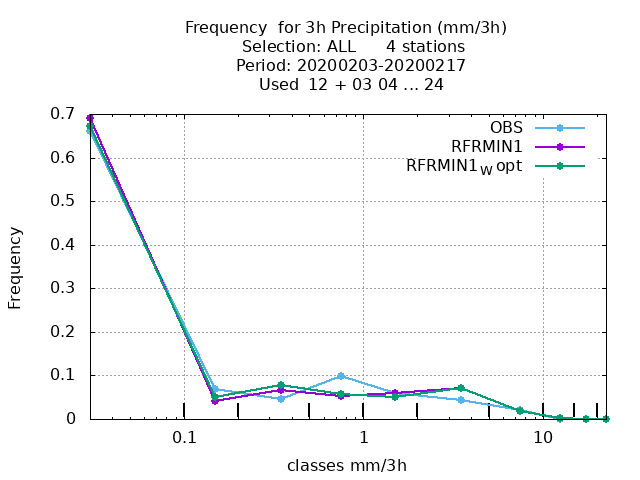 Frequency  for 3h Precipitation (mm/3h)
Selection: ALL      4 stations
Period: 20200203-20200217
Used  12 + 03 04 ... 24
0.7
0.6
0.5
0.4
0.3
0.2
0.1
0
Frequency
OBS
RFRMIN1
RFRMIN1W opt
0.1 1 10
classes mm/3h